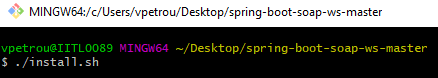 MINGW64:/c/Users/vpetrou/Desktop/spring-boot-soap-ws-master
vpetrou@IITL0089 MINGW64 ~/Desktop/spring-boot-soap-ws-master
$ ./install.sh